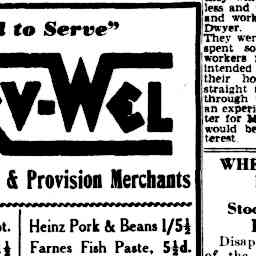 to Serve"
V-WEL
& Provision Merchants
Heinz Pork & Beans 1/5½
Farnes Fish Paste, 5½d.
less and
and work
Dwyer.
They wer
spent so
workers
intended
their ho
straight
through
an experi
ter for M
would be
terest
WHE
Stoc
Disap
of the